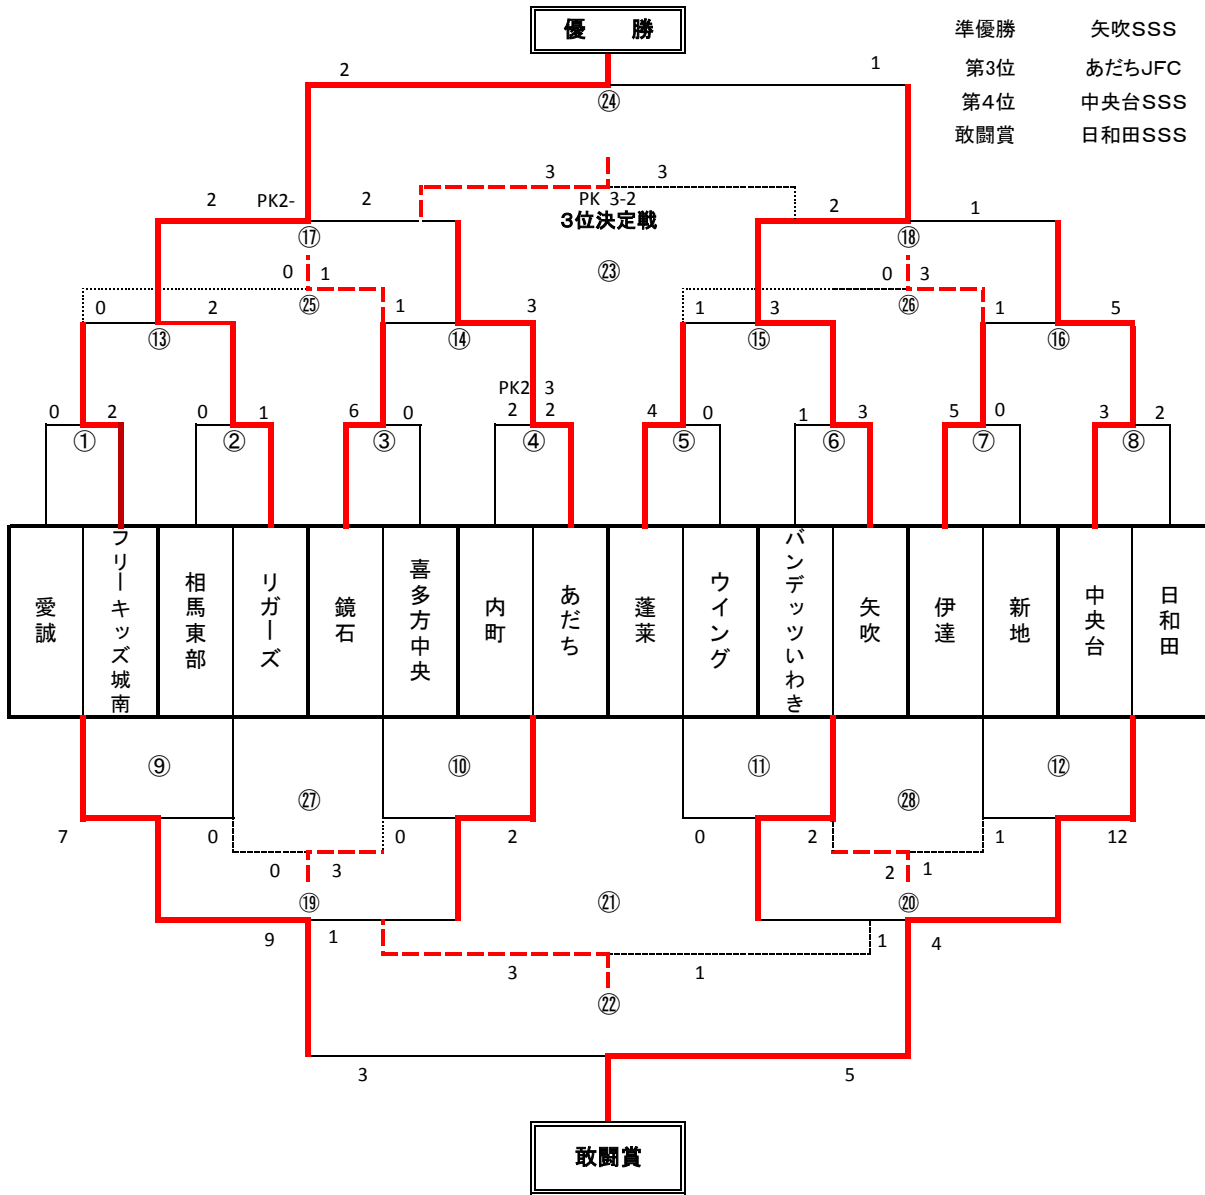 優　勝
準優勝　矢吹SSS
第3位　あだちJFC
第4位　中央台SSS
敢闘賞　日和田SSS
2 1
㉔
3 3
PK 3-2
3位決定戦
2 PK2- 2 2 1
⑰ ⑱
㉓
0 1 0 3
㉕ ㉖
0 2 1 3 1 3 1 5
⑬ ⑭ ⑮ ⑯
PK2 3
0 2 0 1 6 0 2 2 4 0 1 3 5 0 3 2
① ② ③ ④ ⑤ ⑥ ⑦ ⑧
愛誠
フリーキッズ城南
相馬東部
リガーズ
鏡石
喜多方中央
内町
あだち
蓬莱
ウイング
バンデッツいわき
矢吹
伊達
新地
中央台
日和田
⑨ ⑩ ⑪ ⑫
㉗ ㉘
7 0 0 2 0 2 1 12
0 3 2 1
⑲ ㉑ ⑳
9 1 1 4
3 1
㉒
3 5
敢闘賞